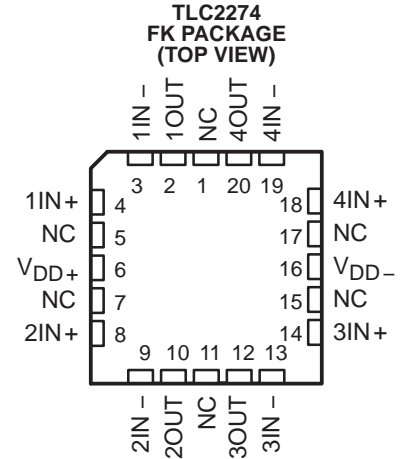 TLC2274
FK PACKAGE
(TOP VIEW)
1IN –
1OUT
NC
4OUT
4IN –
3 2 1 20 19
1IN + 4
NC 5
VDD + 6
NC 7
2IN + 8
18 4IN +
17 NC
16 VDD –
15 NC
14 3IN +
9 10 11 12 13
2IN –
2OUT
NC
3OUT
3IN –